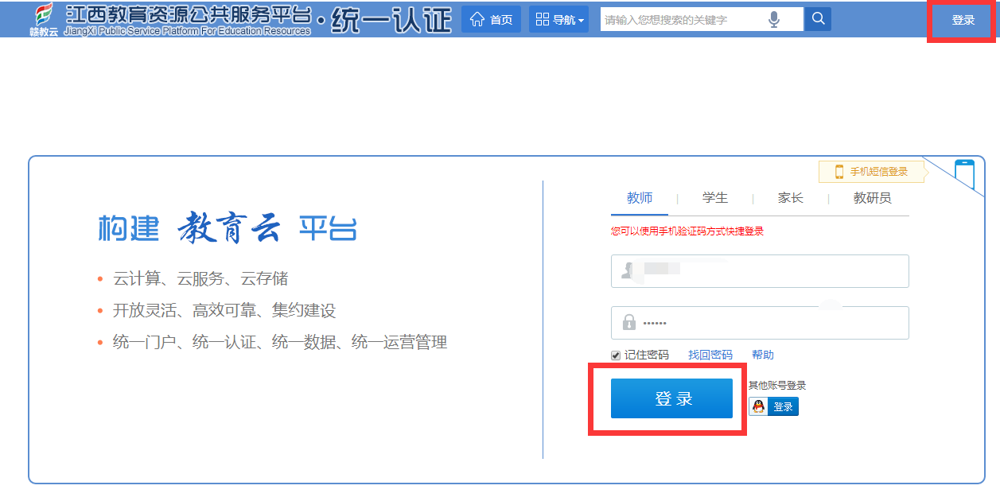 江西教育资源公共服务平台·统一认证
赣教云 JiangXi Public Service Platform For Education Resources
首页
导航
请输入您想搜索的关键字
登录
手机短信登录
教师 | 学生 | 家长 | 教研员
您可以使用手机验证码方式快捷登录
构建 教育云 平台
• 云计算、云服务、云存储
• 开放灵活、高效可靠、集约建设
• 统一门户、统一认证、统一数据、统一运营管理
••••••
记住密码 找回密码 帮助
登录
其他账号登录
登录